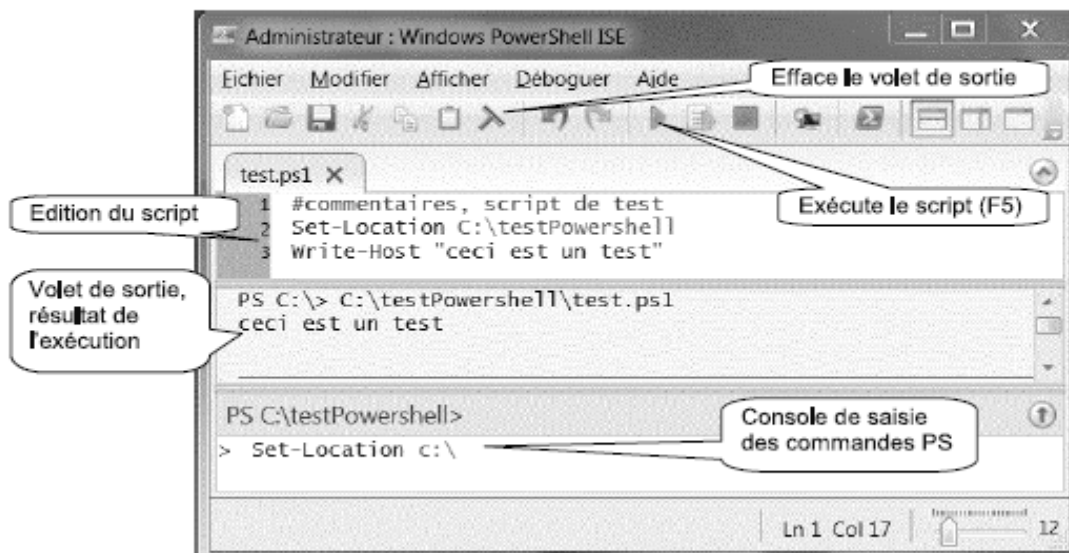 Administrateur : Windows PowerShell ISE
Fichier Modifier Afficher Déboguer Aide
Efface le volet de sortie
test.ps1
Exécute le script (F5)
Edition du script
1 #commentaires, script de test
2 Set-Location C:\testPowershell
3 Write-Host "ceci est un test"
Volet de sortie,
résultat de
l'exécution
PS C:\> C:\testPowershell\test.ps1
ceci est un test
PS C:\testPowershell>
Console de saisie
des commandes PS
> Set-Location c:\
Ln 1 Col 17
12